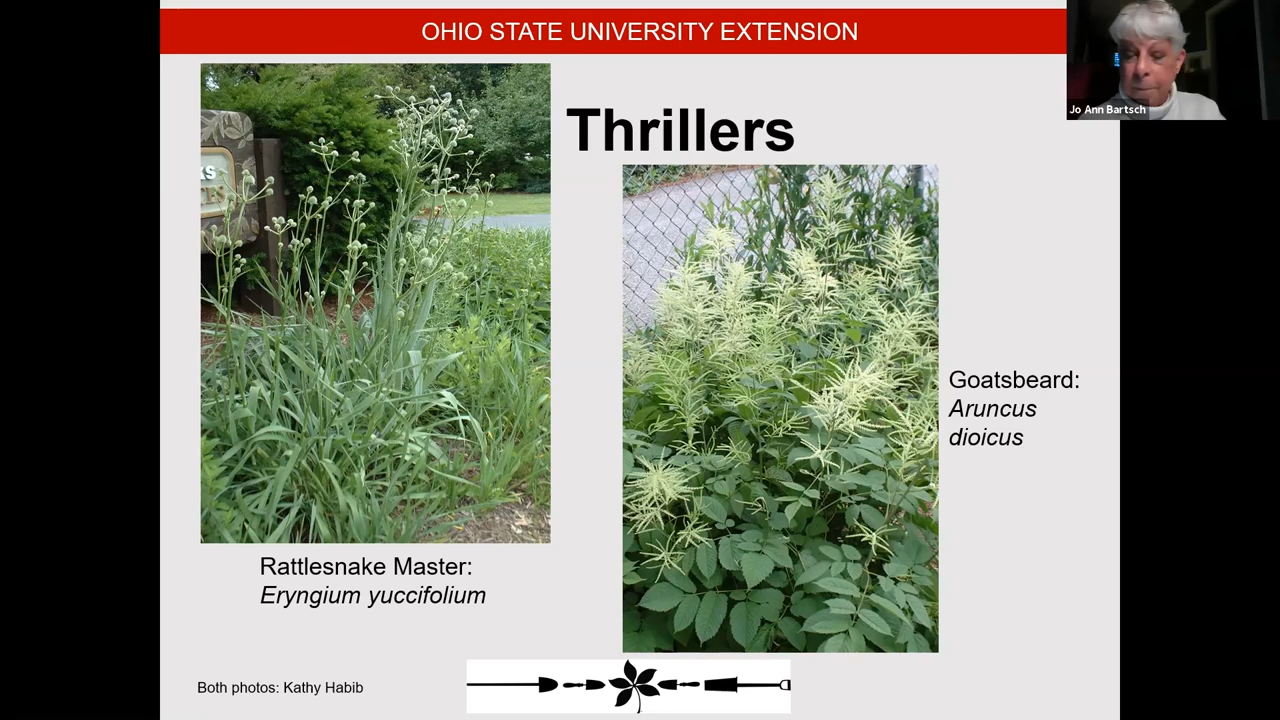 OHIO STATE UNIVERSITY EXTENSION
Jo Ann Bartsch
Thrillers
KS
Goatsbeard:
Aruncus
dioicus
Rattlesnake Master:
Eryngium yuccifolium
Both photos: Kathy Habib